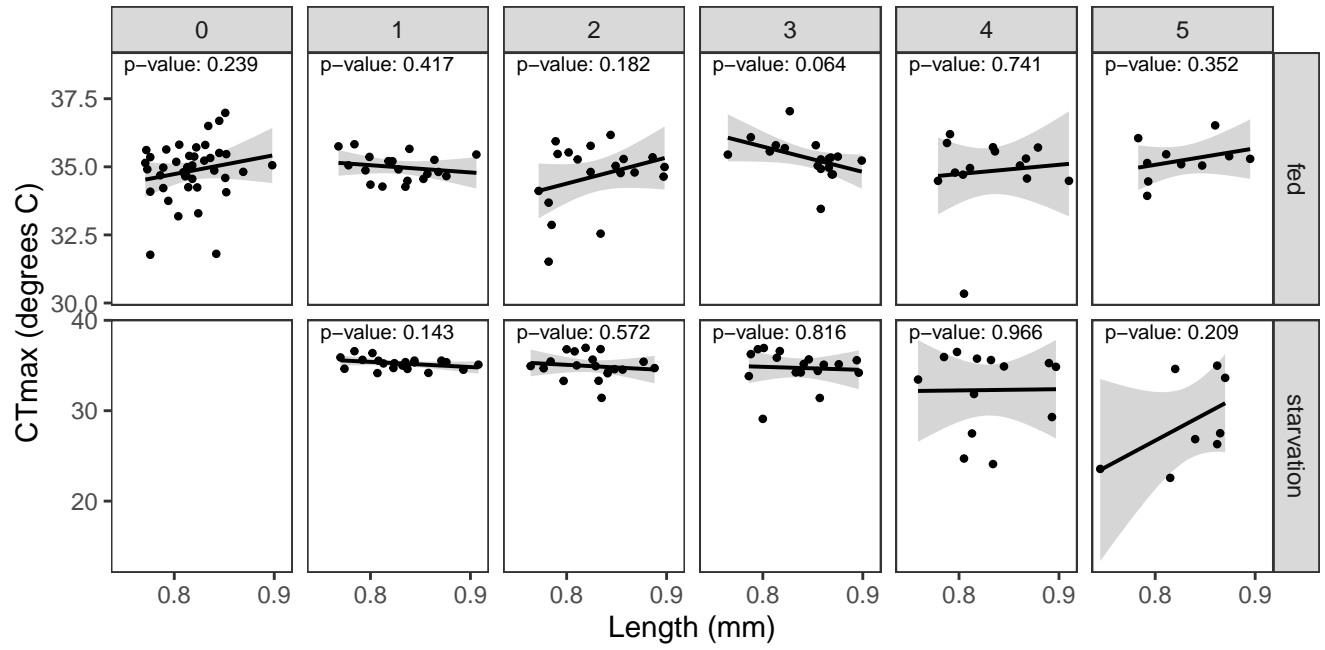 0 1 2 3 4 5
p−value: 0.239 p−value: 0.417 p−value: 0.182 p−value: 0.064 p−value: 0.741 p−value: 0.352
37.5
35.0
32.5
30.0
fed
CTmax (degrees C)
40
p−value: 0.143 p−value: 0.572 p−value: 0.816 p−value: 0.966 p−value: 0.209
30
20
starvation
0.8 0.9 0.8 0.9 0.8 0.9 0.8 0.9 0.8 0.9 0.8 0.9
Length (mm)